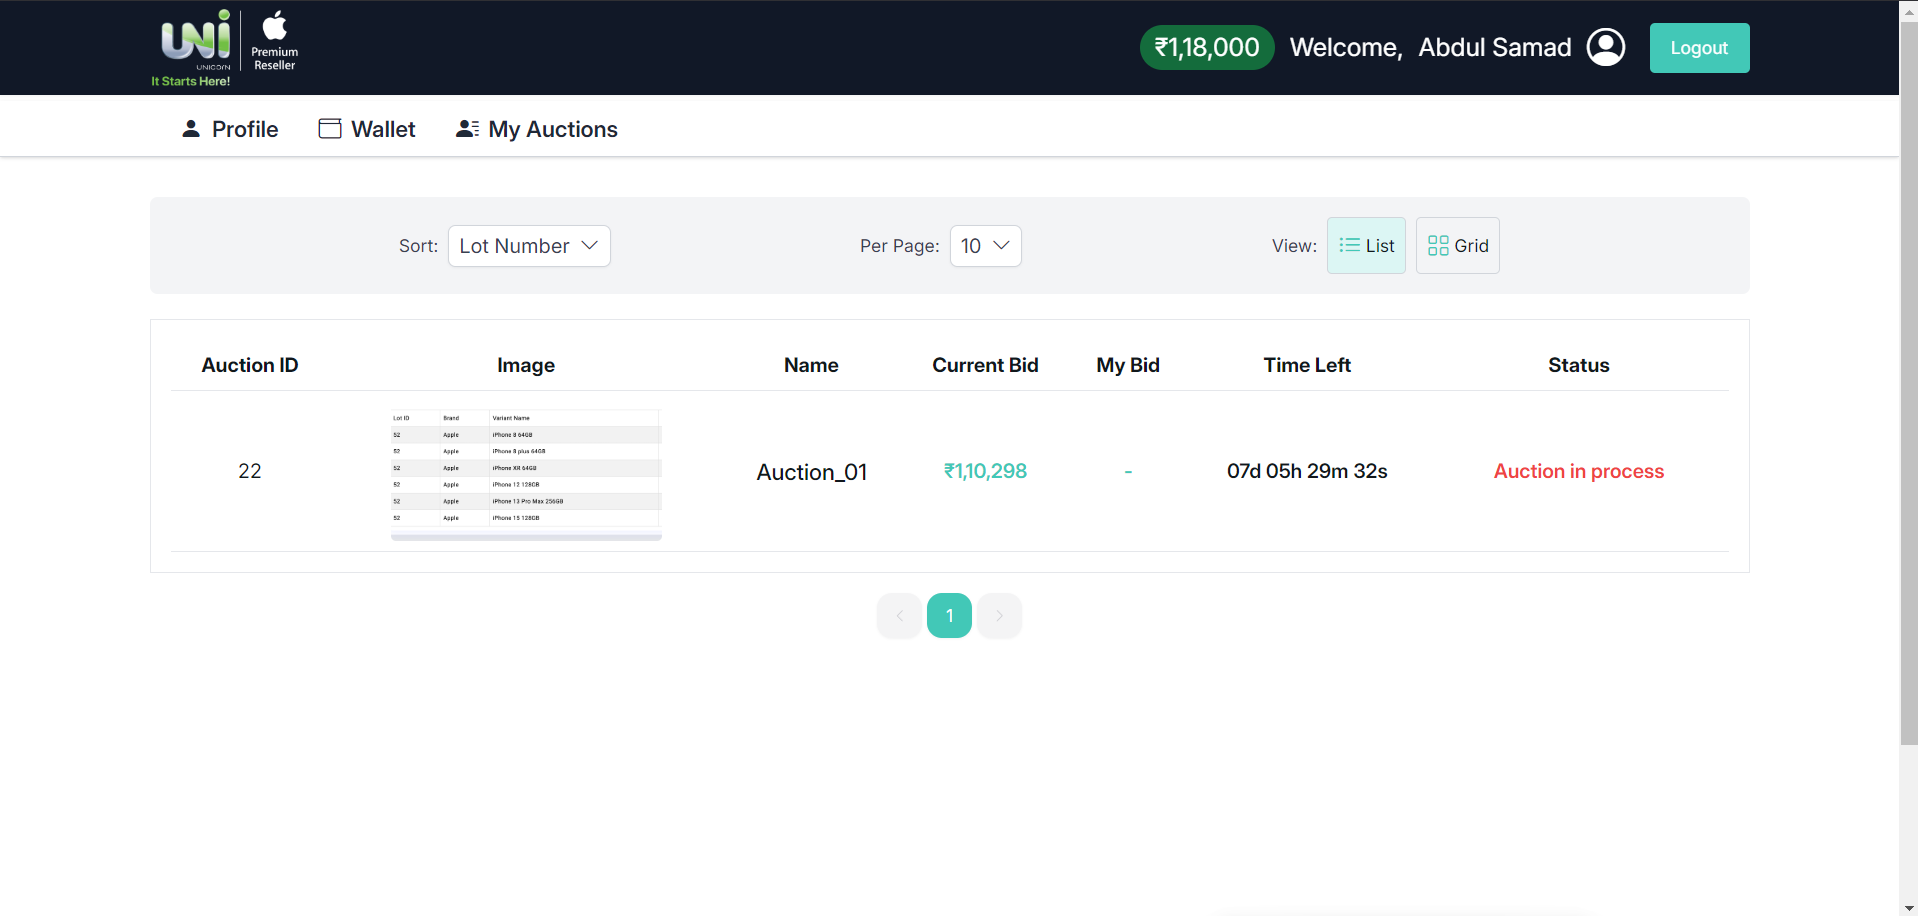 UNi
UNICORN
It Starts Here!
Premium
Reseller
₹1,18,000 Welcome, Abdul Samad
Logout
Profile Wallet My Auctions
Sort: Lot Number Per Page: 10 View: List Grid
Auction ID Image Name Current Bid My Bid Time Left Status
Lot ID Brand Variant Name
52 Apple iPhone 8 64GB
52 Apple iPhone 8 plus 64GB
52 Apple iPhone XR 64GB
52 Apple iPhone 12 128GB
52 Apple iPhone 13 Pro Max 256GB
52 Apple iPhone 15 128GB
22 Auction_01 ₹1,10,298 - 07d 05h 29m 32s Auction in process
1